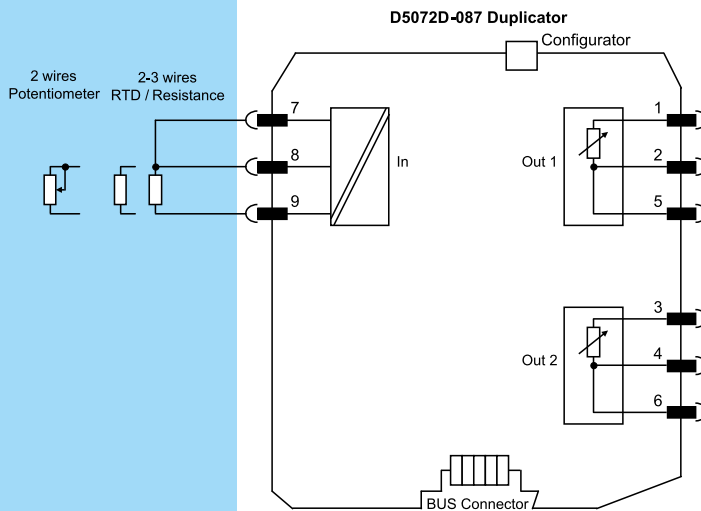 D5072D-087 Duplicator
Configurator
2 wires
Potentiometer
2-3 wires
RTD / Resistance
7
8
9
In
Out 1
1
2
5
Out 2
3
4
6
BUS Connector